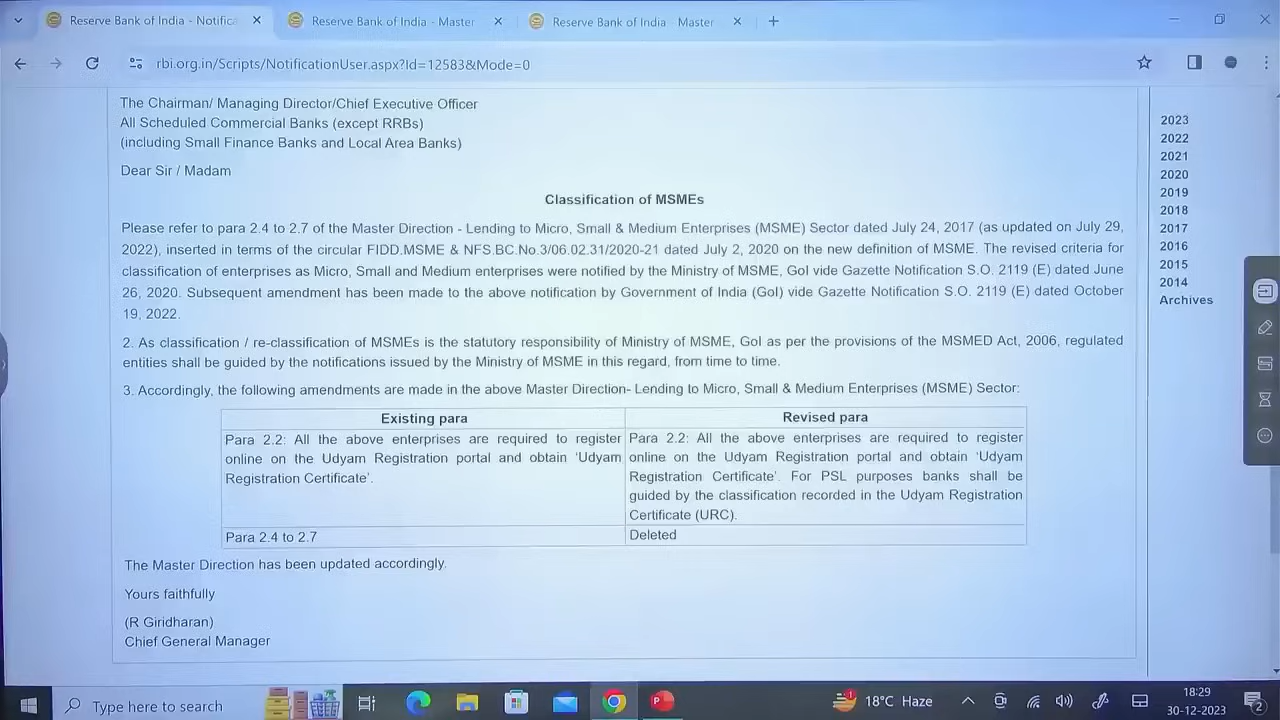 Reserve Bank of India - Notifica
Reserve Bank of India - Master
Reserve Bank of India Master
rbi.org.in/Scripts/NotificationUser.aspx?Id=12583&Mode=0
The Chairman/ Managing Director/Chief Executive Officer
All Scheduled Commercial Banks (except RRBs)
(including Small Finance Banks and Local Area Banks)
Dear Sir / Madam
Classification of MSMEs
Please refer to para 2.4 to 2.7 of the Master Direction - Lending to Micro, Small & Medium Enterprises (MSME) Sector dated July 24, 2017 (as updated on July 29,
2022), inserted in terms of the circular FIDD.MSME & NFS.BC.No.3/06.02.31/2020-21 dated July 2, 2020 on the new definition of MSME. The revised criteria for
classification of enterprises as Micro, Small and Medium enterprises were notified by the Ministry of MSME, GoI vide Gazette Notification S.O. 2119 (E) dated June
26, 2020. Subsequent amendment has been made to the above notification by Government of India (GoI) vide Gazette Notification S.O. 2119 (E) dated October
19, 2022.
2. As classification / re-classification of MSMEs is the statutory responsibility of Ministry of MSME, GoI as per the provisions of the MSMED Act, 2006, regulated
entities shall be guided by the notifications issued by the Ministry of MSME in this regard, from time to time.
3. Accordingly, the following amendments are made in the above Master Direction- Lending to Micro, Small & Medium Enterprises (MSME) Sector:
Existing para
Revised para
Para 2.2: All the above enterprises are required to register
online on the Udyam Registration portal and obtain ‘Udyam
Registration Certificate’.
Para 2.2: All the above enterprises are required to register
online on the Udyam Registration portal and obtain ‘Udyam
Registration Certificate’. For PSL purposes banks shall be
guided by the classification recorded in the Udyam Registration
Certificate (URC).
Para 2.4 to 2.7
Deleted
The Master Direction has been updated accordingly.
Yours faithfully
(R Giridharan)
Chief General Manager
2023
2022
2021
2020
2019
2018
2017
2016
2015
2014
Archives
Type here to search
1
18°C Haze
18:29
30-12-2023
2